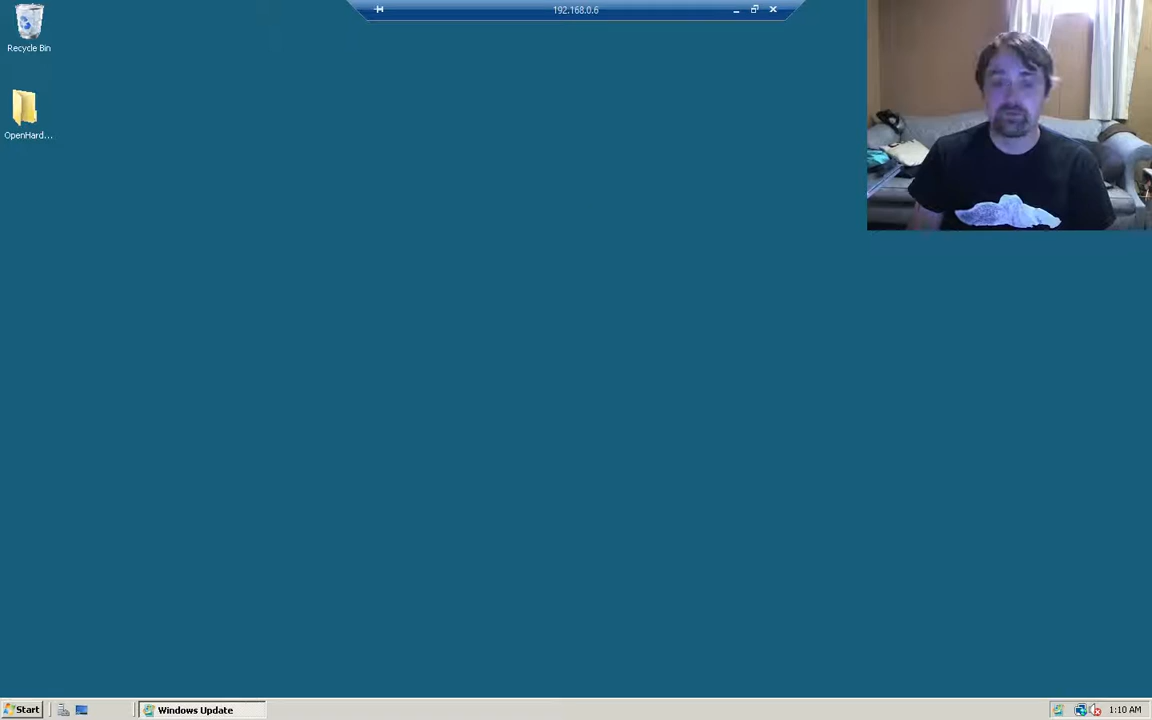 192.168.0.6
Recycle Bin
OpenHard...
Start
Windows Update
1:10 AM